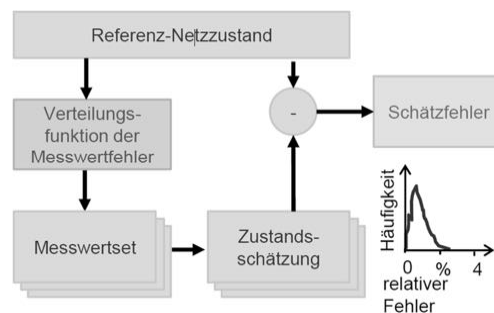 Referenz-Netzzustand
Verteilungs-
funktion der
Messwertfehler
-
Schätzfehler
Messwertset
Zustands-
schätzung
Häufigkeit
0 % 4
relativer
Fehler